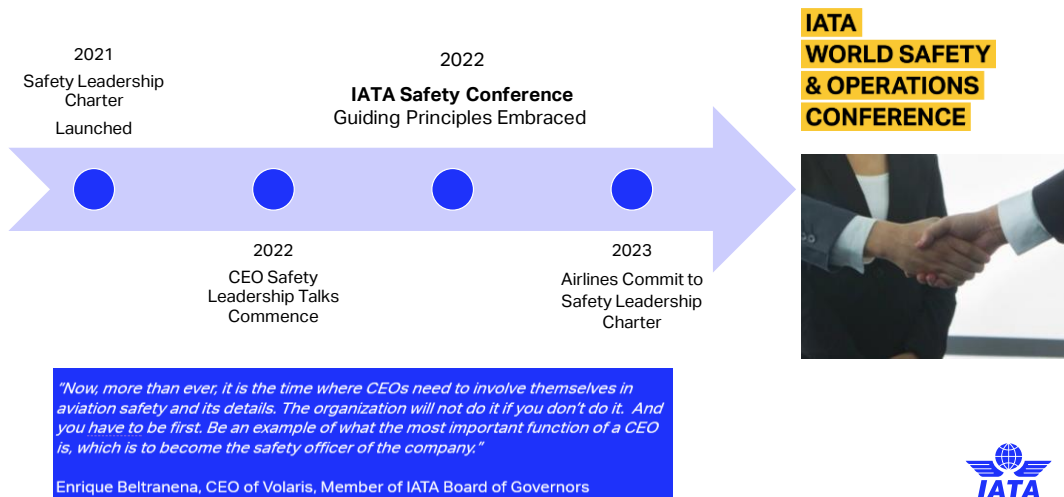 2021
Safety Leadership
Charter
Launched
2022
IATA Safety Conference
Guiding Principles Embraced
2022
CEO Safety
Leadership Talks
Commence
2023
Airlines Commit to
Safety Leadership
Charter
IATA
WORLD SAFETY
& OPERATIONS
CONFERENCE
“Now, more than ever, it is the time where CEOs need to involve themselves in
aviation safety and its details. The organization will not do it if you don’t do it.  And
you have to be first. Be an example of what the most important function of a CEO
is, which is to become the safety officer of the company.”
Enrique Beltranena, CEO of Volaris, Member of IATA Board of Governors
IATA